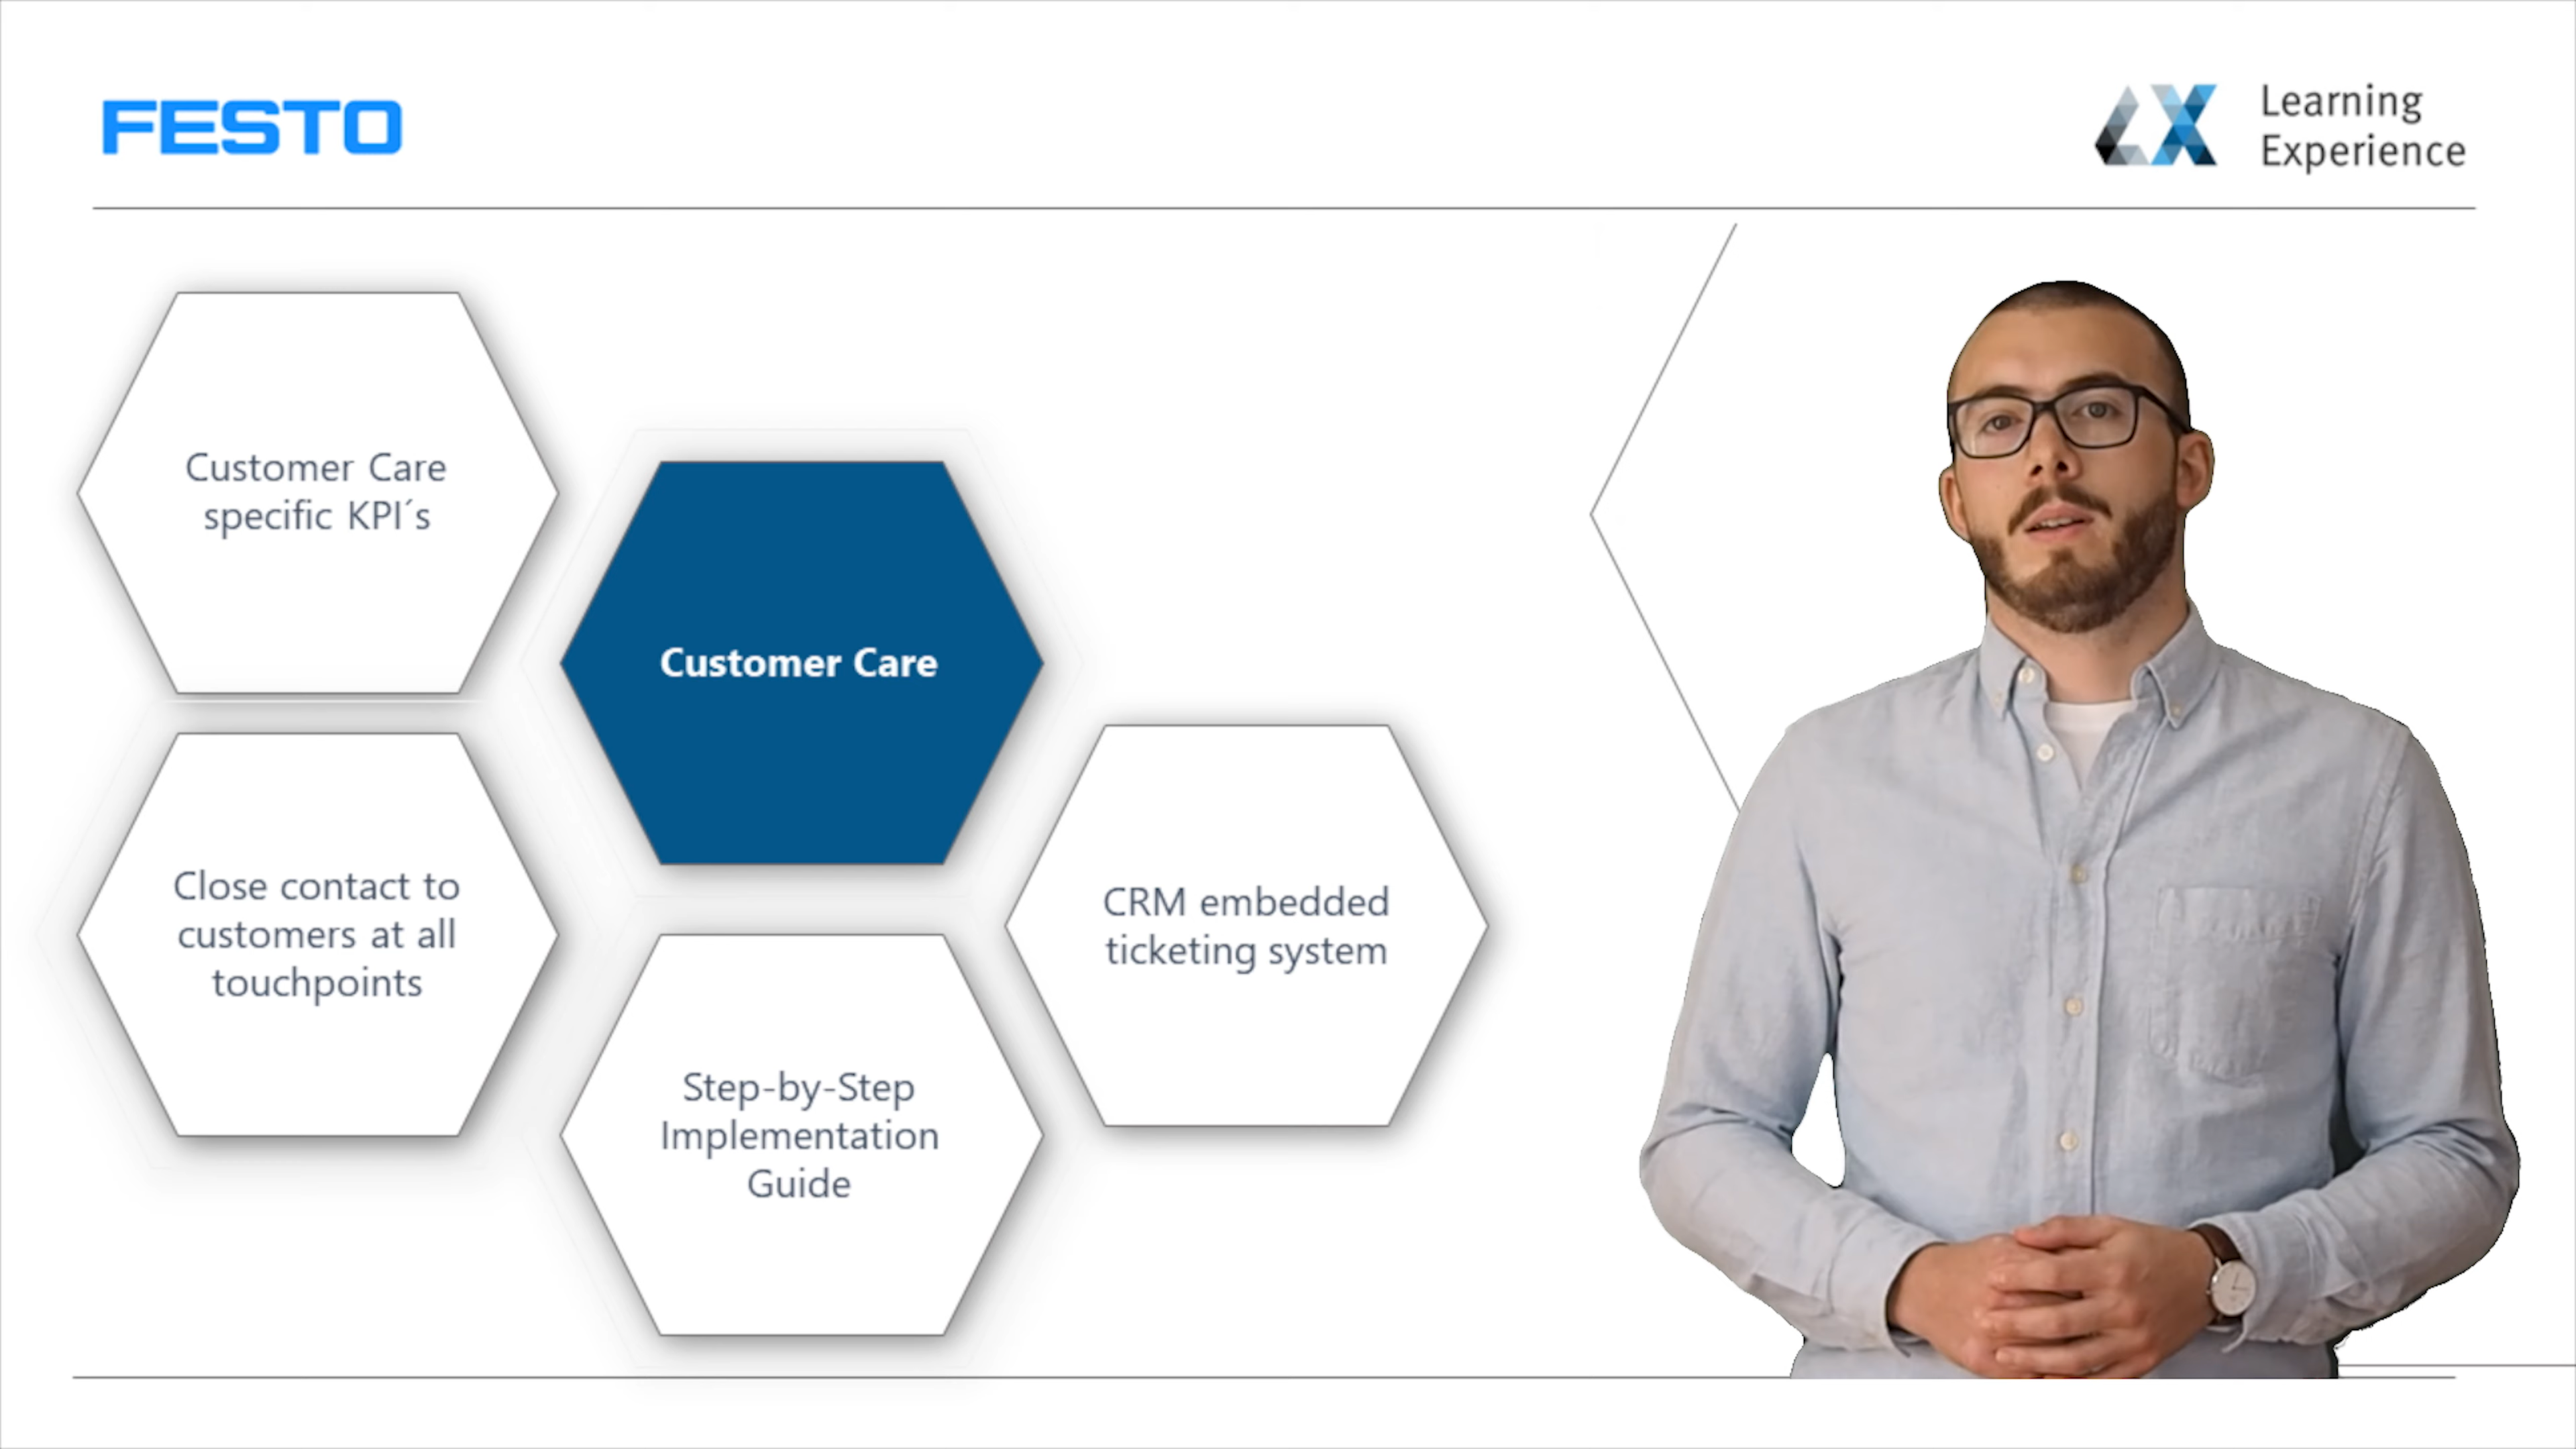 FESTO
Learning
Experience
Customer Care
specific KPI´s
Customer Care
Close contact to
customers at all
touchpoints
CRM embedded
ticketing system
Step-by-Step
Implementation
Guide